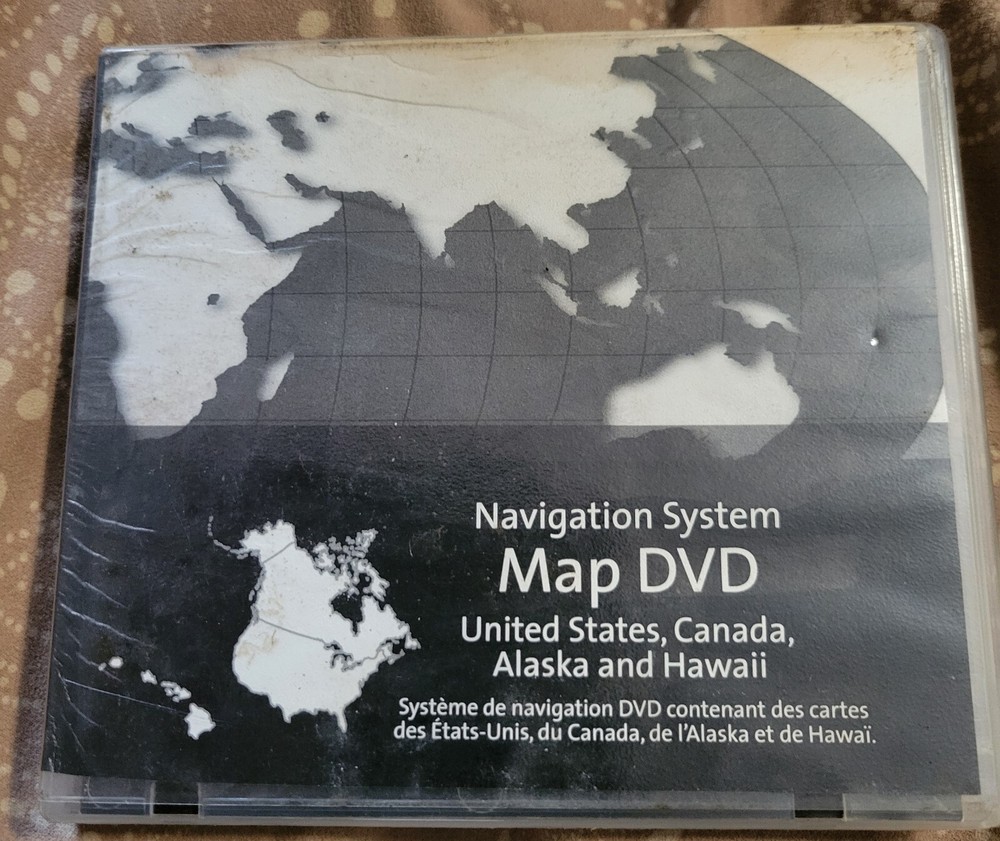 Navigation System
Map DVD
United States, Canada,
Alaska and Hawaii
Système de navigation DVD contenant des cartes
des États-Unis, du Canada, de l'Alaska et de Hawaï.